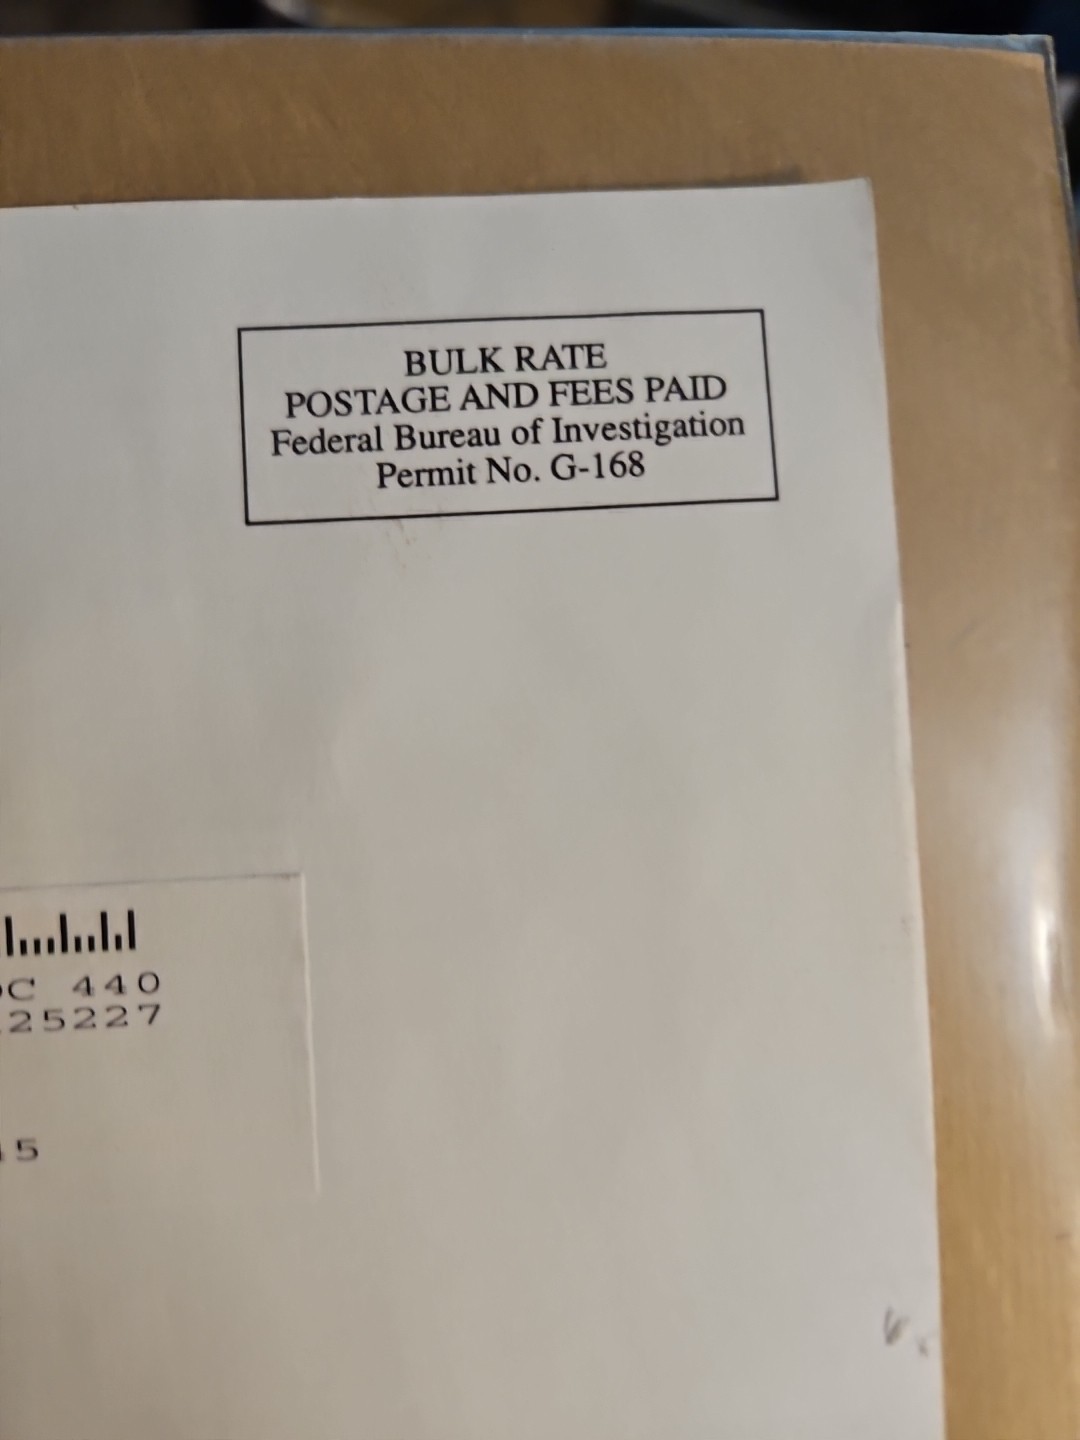 BULK RATE
POSTAGE AND FEES PAID
Federal Bureau of Investigation
Permit No. G-168
C 440
25227
5